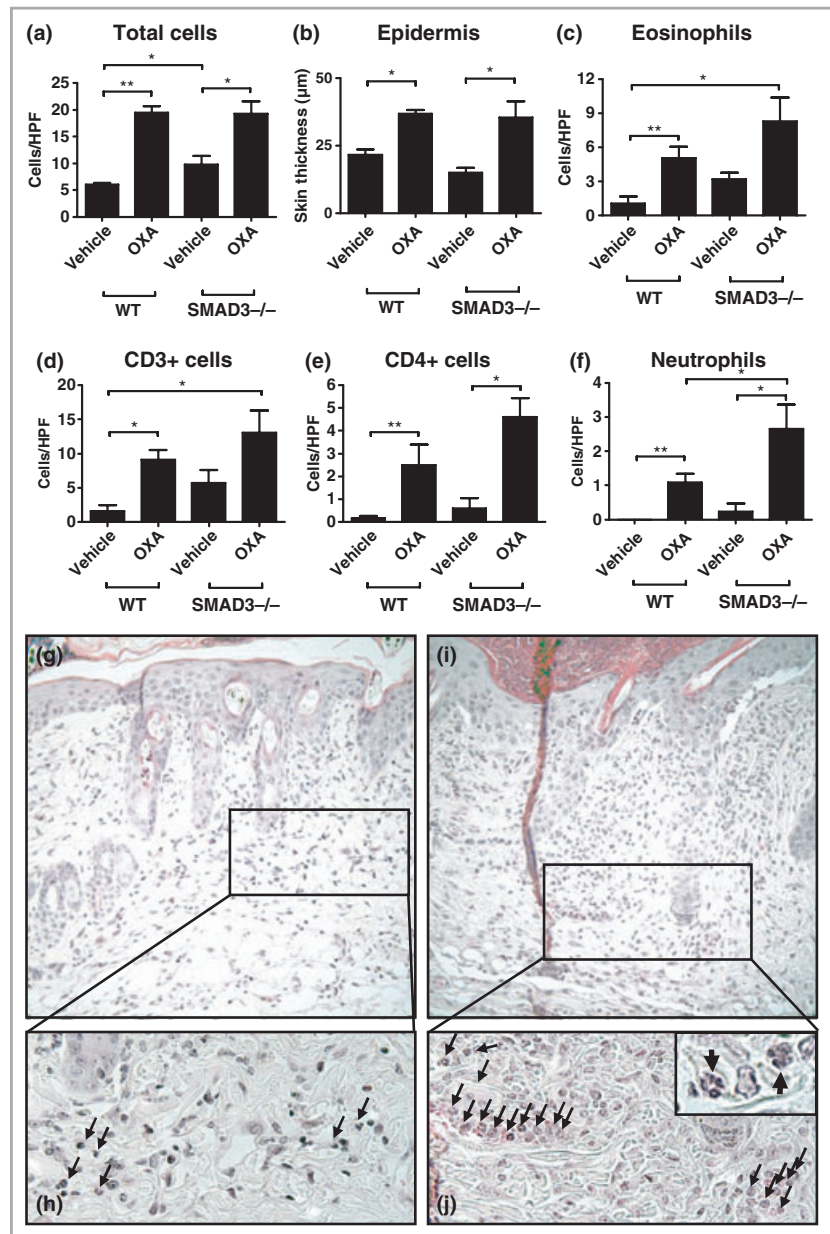 (a) Total cells
Cells/HPF
25
20
15
10
5
0
*
**
*
Vehicle OXA Vehicle OXA
WT SMAD3–/–
(b) Epidermis
Skin thickness (µm)
50
25
0
*
*
Vehicle OXA Vehicle OXA
WT SMAD3–/–
(c) Eosinophils
Cells/HPF
12
9
6
3
0
*
**
Vehicle OXA Vehicle OXA
WT SMAD3–/–
(d) CD3+ cells
Cells/HPF
20
15
10
5
0
*
*
Vehicle OXA Vehicle OXA
WT SMAD3–/–
(e) CD4+ cells
Cells/HPF
6
5
4
3
2
1
0
*
**
Vehicle OXA Vehicle OXA
WT SMAD3–/–
(f) Neutrophils
Cells/HPF
4
3
2
1
0
*
*
**
Vehicle OXA Vehicle OXA
WT SMAD3–/–
(g)
(i)
(h)
(j)